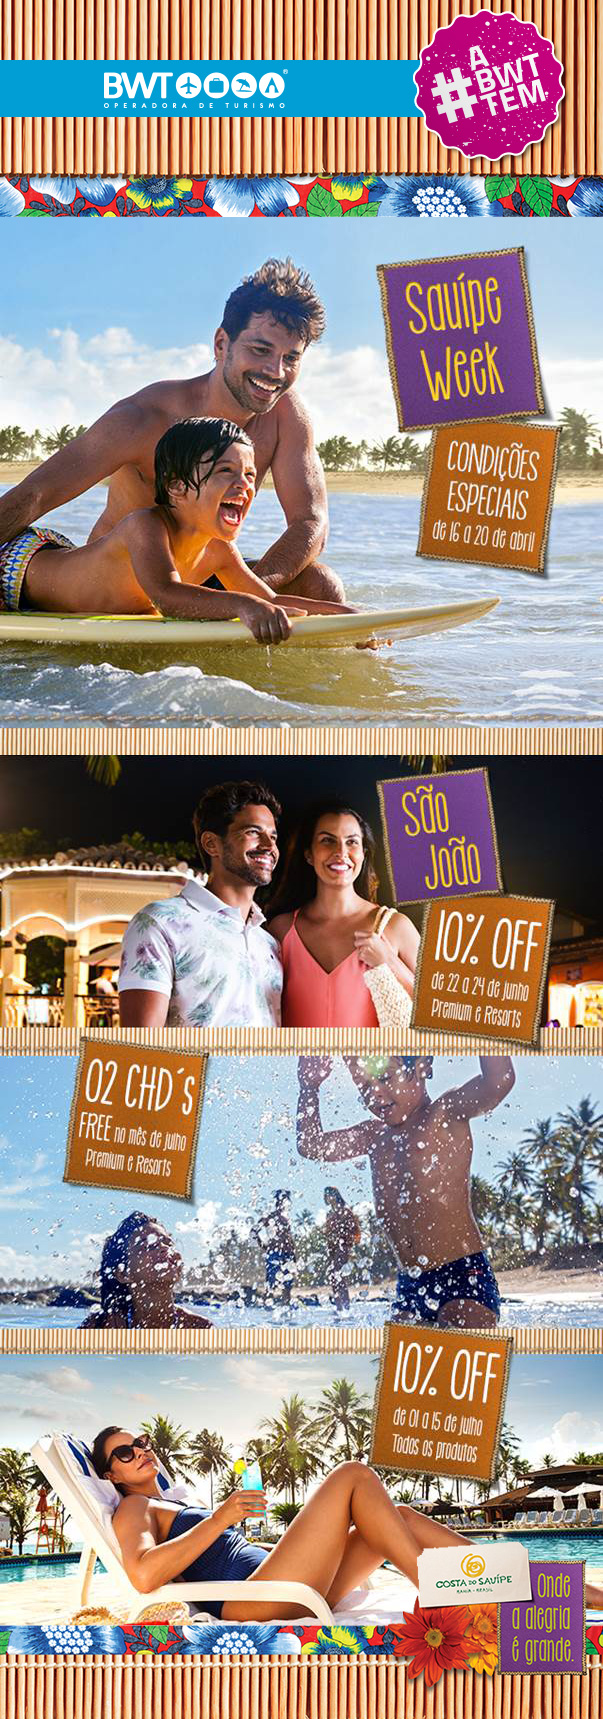 BWT ®
OPERADORA DE TURISMO
#A
BWT
TEM
Sauípe
Week
CONDIÇÕES
ESPECIAIS
de 16 a 20 de abril
São
João
10% OFF
de 22 a 24 de junho
Premium e Resorts
02 CHD´s
FREE no mês de julho
Premium e Resorts
10% OFF
de 01 a 15 de julho
Todos os produtos
COSTA DO SAUÍPE
BAHIA - BRASIL
Onde
a alegria
é grande.